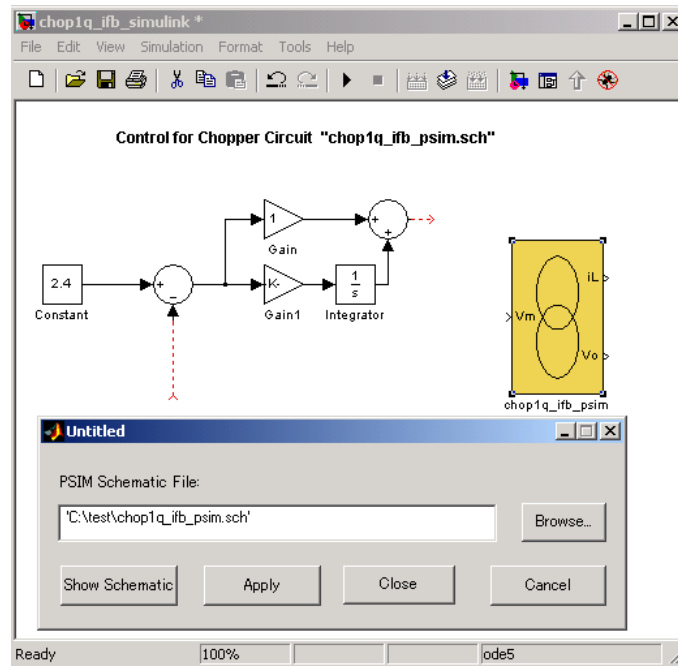 chop1q_ifb_simulink *
File Edit View Simulation Format Tools Help
Control for Chopper Circuit "chop1q_ifb_psim.sch"
1
+
+
Gain
2.4
+
−
K-
1
s
Constant
Gain1
Integrator
iL
Vm
Vo
chop1q_ifb_psim
Untitled
PSIM Schematic File:
'C:\test\chop1q_ifb_psim.sch'
Browse...
Show Schematic Apply Close Cancel
Ready 100% ode5